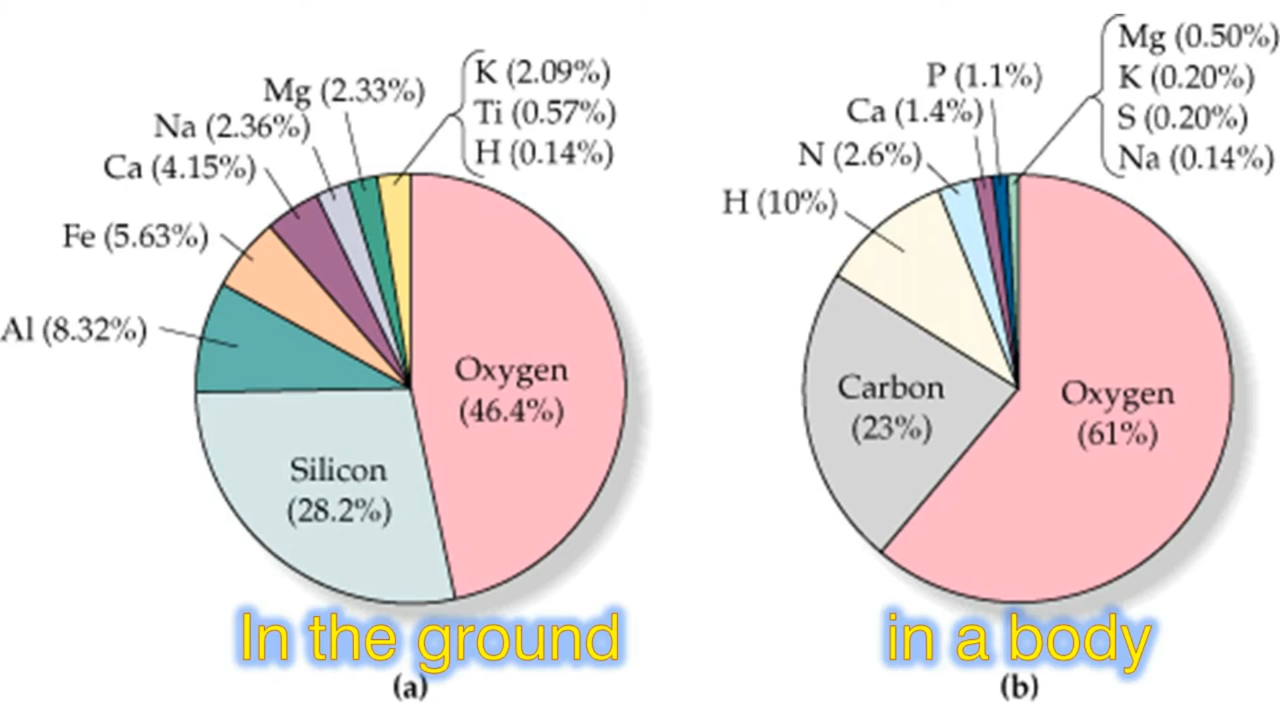 K (2.09%)
Ti (0.57%)
H (0.14%)
Mg (2.33%)
Na (2.36%)
Ca (4.15%)
Fe (5.63%)
Al (8.32%)
Oxygen
(46.4%)
Silicon
(28.2%)
In the ground
(a)
Mg (0.50%)
K (0.20%)
S (0.20%)
Na (0.14%)
P (1.1%)
Ca (1.4%)
N (2.6%)
H (10%)
Carbon
(23%)
Oxygen
(61%)
in a body
(b)